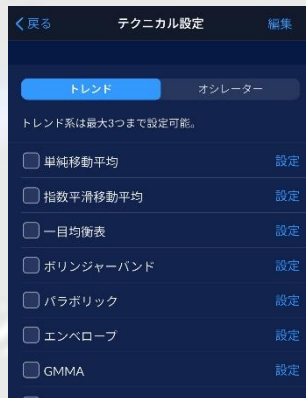 戻る テクニカル設定 編集
トレンド オシレーター
トレンド系は最大3つまで設定可能。
単純移動平均 設定
指数平滑移動平均 設定
一目均衡表 設定
ボリンジャーバンド 設定
パラボリック 設定
エンベロープ 設定
GMMA 設定